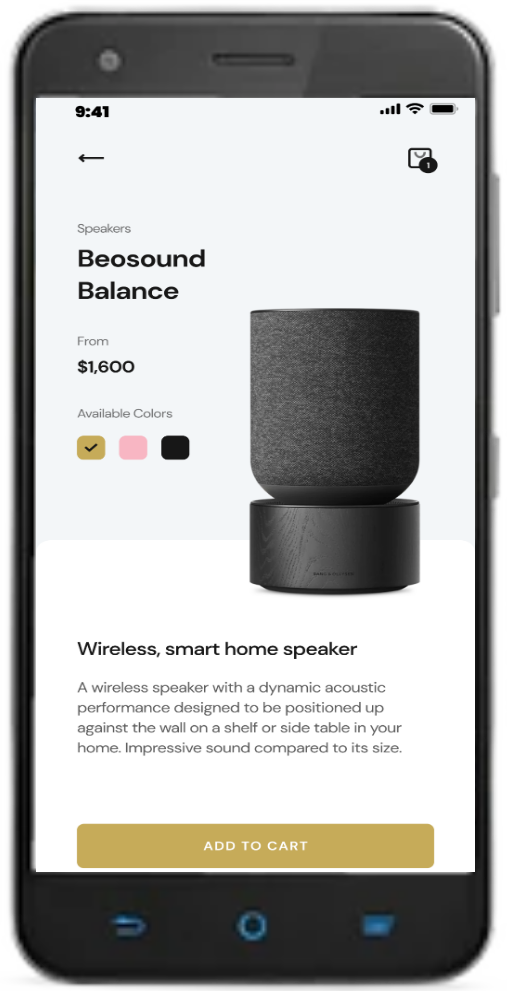 9:41
1
Speakers
Beosound
Balance
From
$1,600
Available Colors
Wireless, smart home speaker
A wireless speaker with a dynamic acoustic
performance designed to be positioned up
against the wall on a shelf or side table in your
home. Impressive sound compared to its size.
ADD TO CART